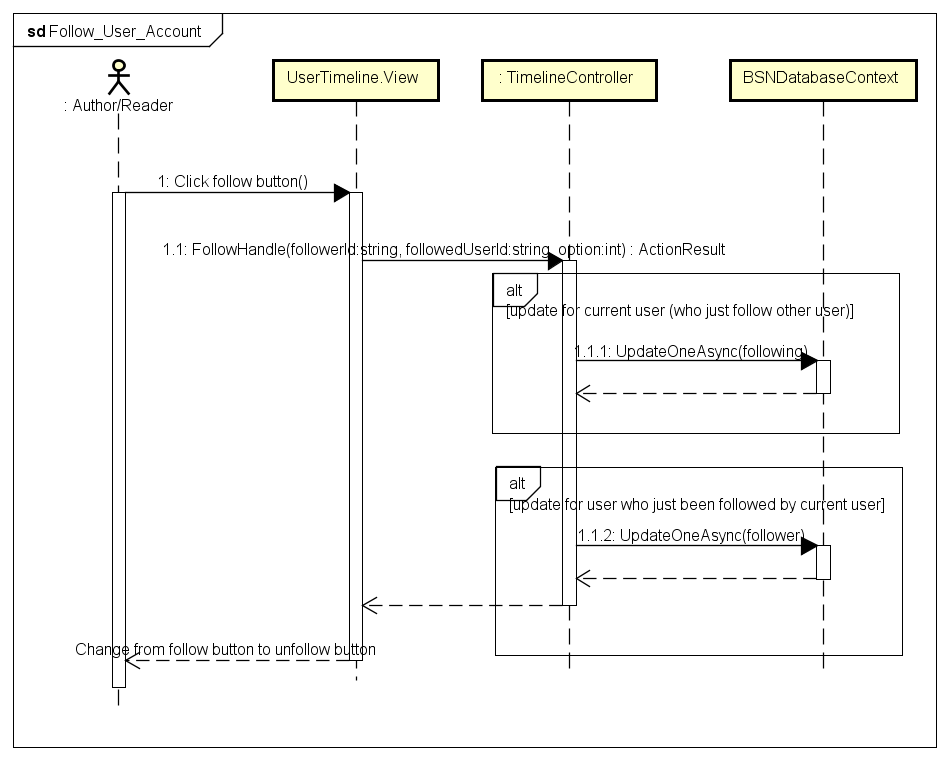 sd Follow_User_Account
: Author/Reader
UserTimeline.View
: TimelineController
BSNDatabaseContext
1: Click follow button()
1.1: FollowHandle(followerId:string, followedUserId:string, option:int) : ActionResult
alt
[update for current user (who just follow other user)]
1.1.1: UpdateOneAsync(following)
alt
[update for user who just been followed by current user]
1.1.2: UpdateOneAsync(follower)
Change from follow button to unfollow button